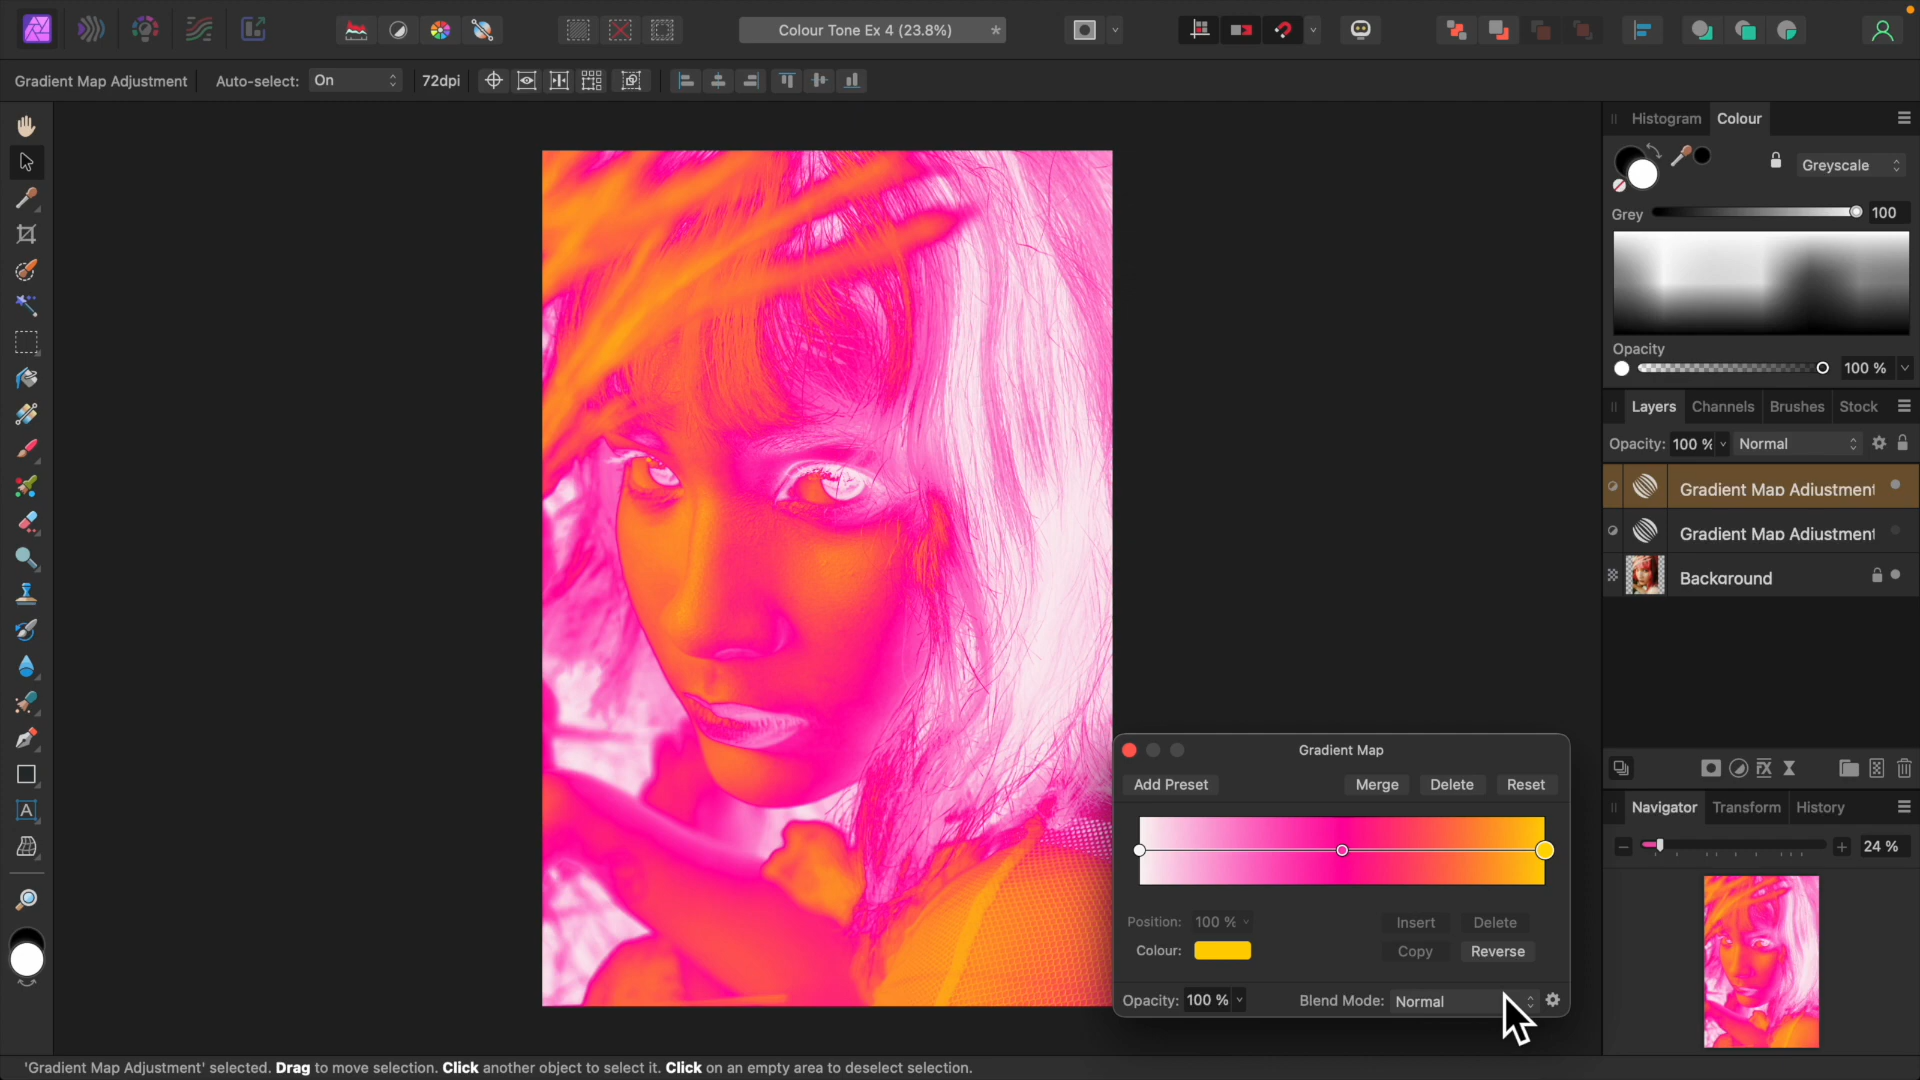 Colour Tone Ex 4 (23.8%) *
Gradient Map Adjustment Auto-select: On 72dpi
Histogram Colour
Greyscale
Grey 100
Opacity
100 %
Layers Channels Brushes Stock
Opacity: 100 % Normal
Gradient Map Adjustment
Gradient Map Adjustment
Background
Gradient Map
Add Preset Merge Delete Reset
Position: 100 % Insert Delete
Colour: Copy Reverse
Opacity: 100 % Blend Mode: Normal
Navigator Transform History
24 %
A
'Gradient Map Adjustment' selected. Drag to move selection. Click another object to select it. Click on an empty area to deselect selection.